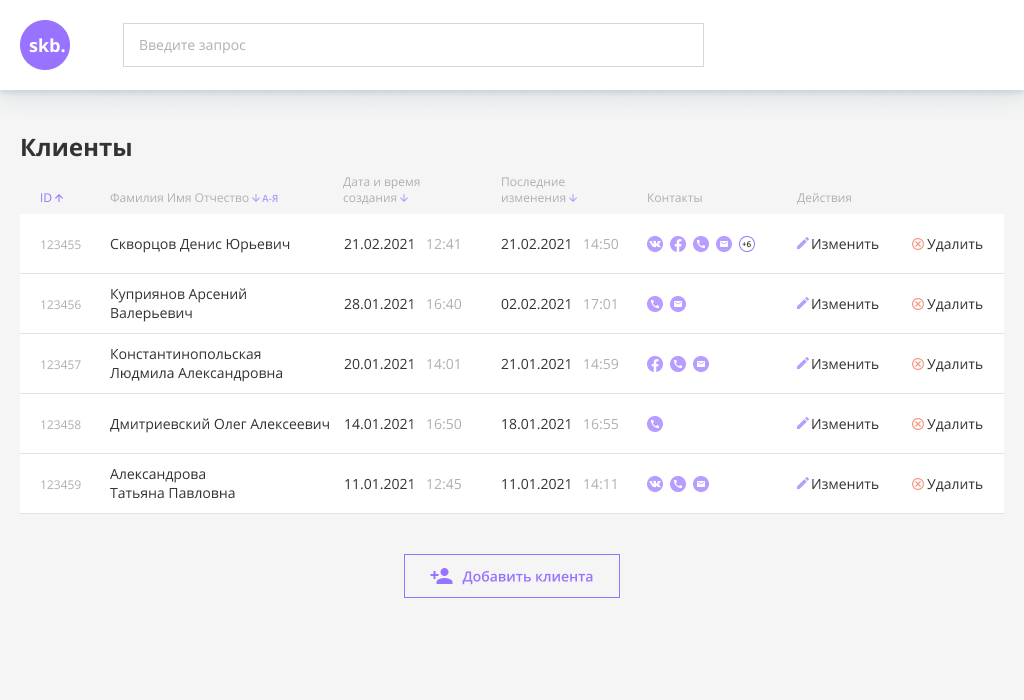 skb.
Введите запрос
Клиенты
ID Фамилия Имя Отчество А-Я Дата и время создания Последние изменения Контакты Действия
123455 Скворцов Денис Юрьевич 21.02.2021 12:41 21.02.2021 14:50 +6 Изменить Удалить
123456 Куприянов Арсений Валерьевич 28.01.2021 16:40 02.02.2021 17:01 Изменить Удалить
123457 Константинопольская Людмила Александровна 20.01.2021 14:01 21.01.2021 14:59 Изменить Удалить
123458 Дмитриевский Олег Алексеевич 14.01.2021 16:50 18.01.2021 16:55 Изменить Удалить
123459 Александрова Татьяна Павловна 11.01.2021 12:45 11.01.2021 14:11 Изменить Удалить
Добавить клиента